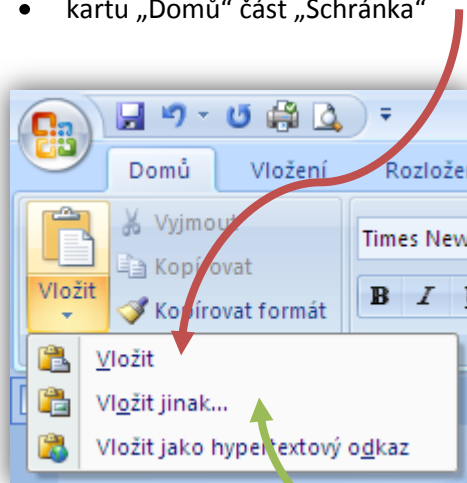 • kartu „Domů“ část „Schránka“
Domů Vložení Rozlože
Vyjmout
Times New
Kopírovat
Vložit
B I
Kopírovat formát
Vložit
Vložit jinak...
Vložit jako hypertextový odkaz